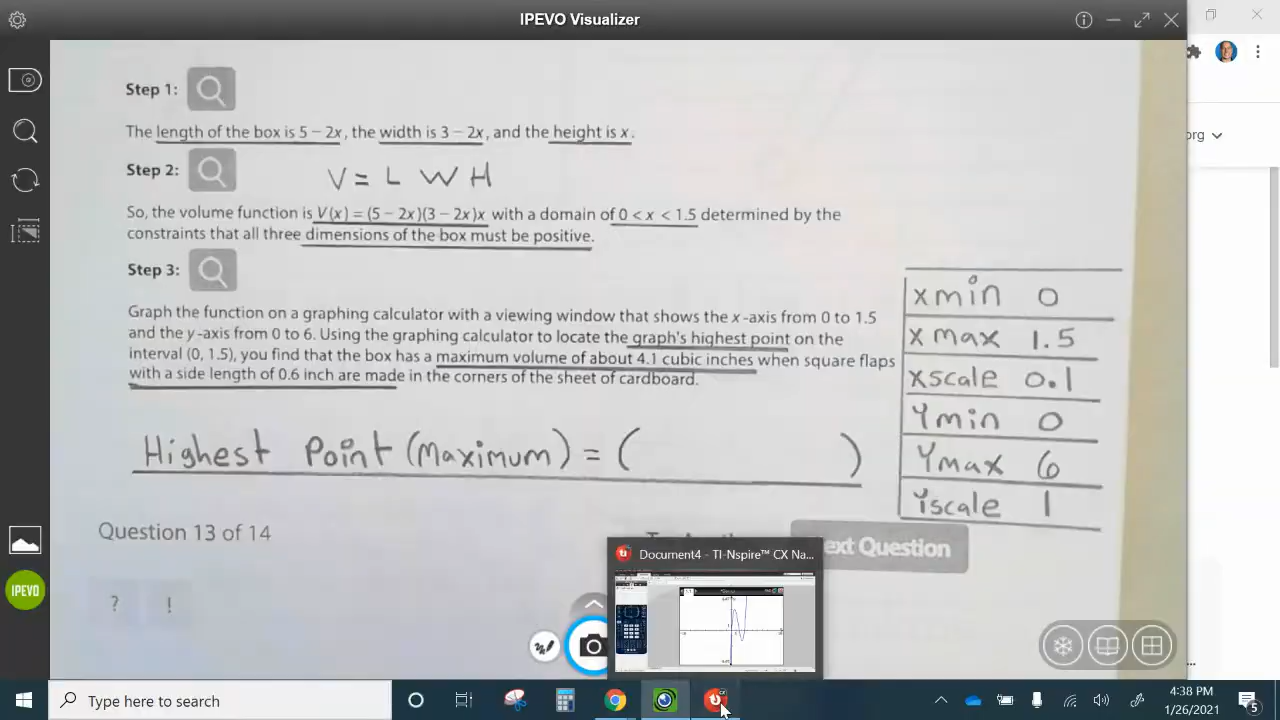 IPEVO Visualizer
Step 1:
The length of the box is 5 − 2x, the width is 3 − 2x, and the height is x.
Step 2:
V = L W H
So, the volume function is V(x) = (5 − 2x)(3 − 2x)x with a domain of 0 < x < 1.5 determined by the
constraints that all three dimensions of the box must be positive.
Step 3:
Graph the function on a graphing calculator with a viewing window that shows the x-axis from 0 to 1.5
and the y-axis from 0 to 6. Using the graphing calculator to locate the graph's highest point on the
interval (0, 1.5), you find that the box has a maximum volume of about 4.1 cubic inches when square flaps
with a side length of 0.6 inch are made in the corners of the sheet of cardboard.
xmin 0
xmax 1.5
xscale 0.1
Ymin 0
Ymax 6
Yscale 1
Highest Point (Maximum) = ( )
Question 13 of 14
ext Question
? !
Document4 - TI-Nspire™ CX Na...
IPEVO
org
Type here to search
4:38 PM
1/26/2021
5